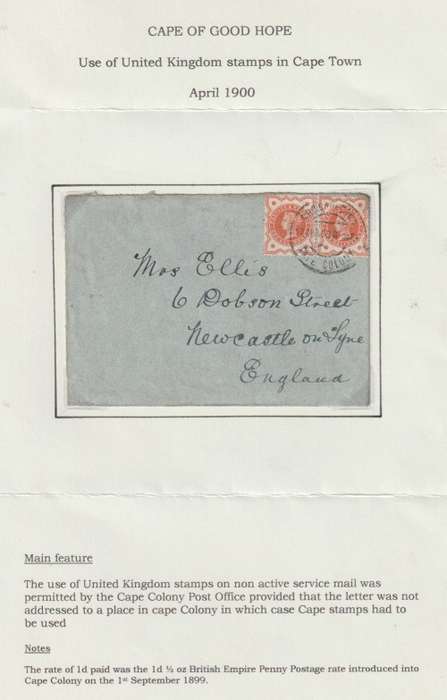 CAPE OF GOOD HOPE
Use of United Kingdom stamps in Cape Town
April 1900
Mrs Ellis
6 Dobson Street
Newcastle on Tyne
England
Main feature
The use of United Kingdom stamps on non active service mail was
permitted by the Cape Colony Post Office provided that the letter was not
addressed to a place in cape Colony in which case Cape stamps had to
be used
Notes
The rate of 1d paid was the 1d ½ oz British Empire Penny Postage rate introduced into
Cape Colony on the 1st September 1899.